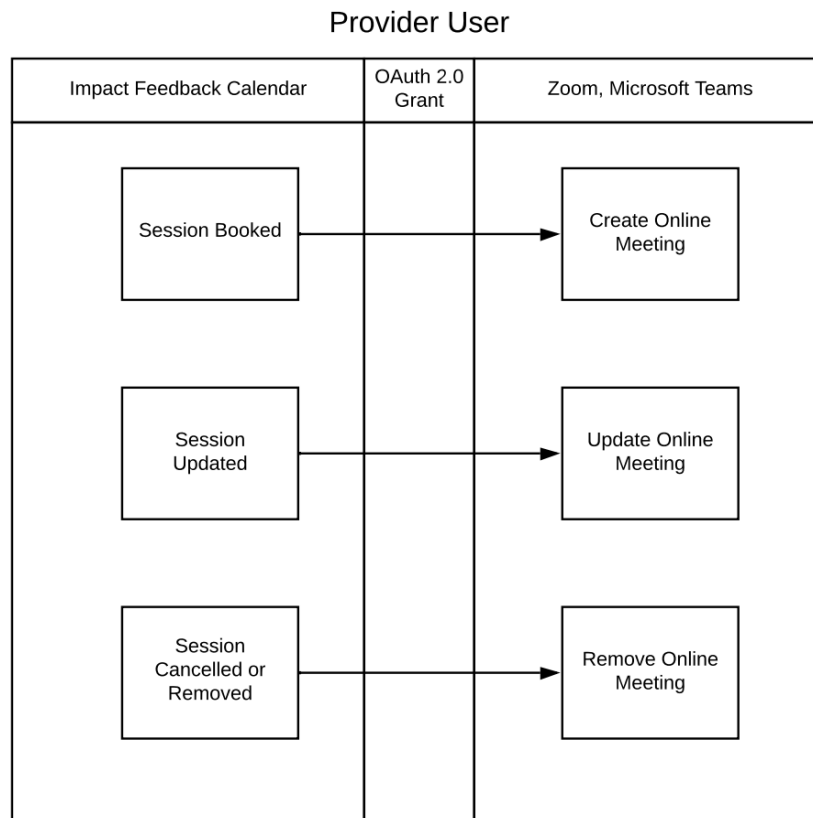 Provider User
Impact Feedback Calendar
OAuth 2.0
Grant
Zoom, Microsoft Teams
Session Booked
Create Online
Meeting
Session
Updated
Update Online
Meeting
Session
Cancelled or
Removed
Remove Online
Meeting